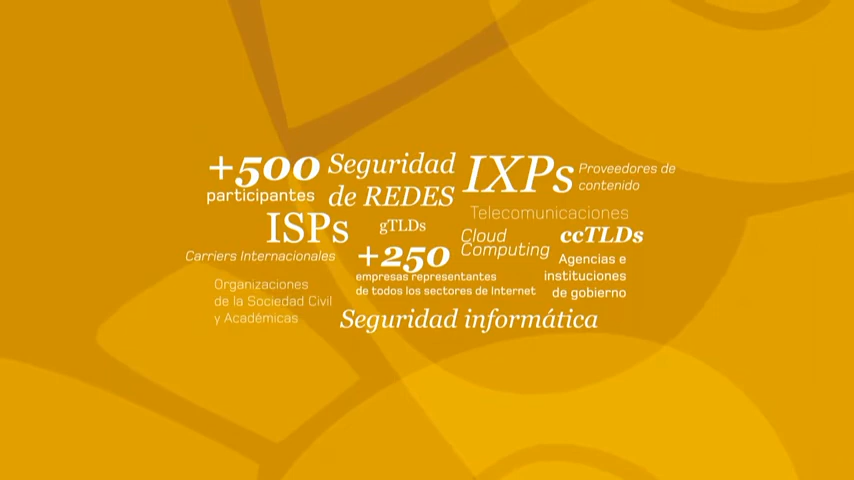 +500
participantes
Seguridad
de REDES
IXPs
Proveedores de
contenido
Telecomunicaciones
ISPs
gTLDs
Cloud
Computing
ccTLDs
Carriers Internacionales
+250
empresas representantes
de todos los sectores de Internet
Agencias e
instituciones
de gobierno
Organizaciones
de la Sociedad Civil
y Académicas
Seguridad informática